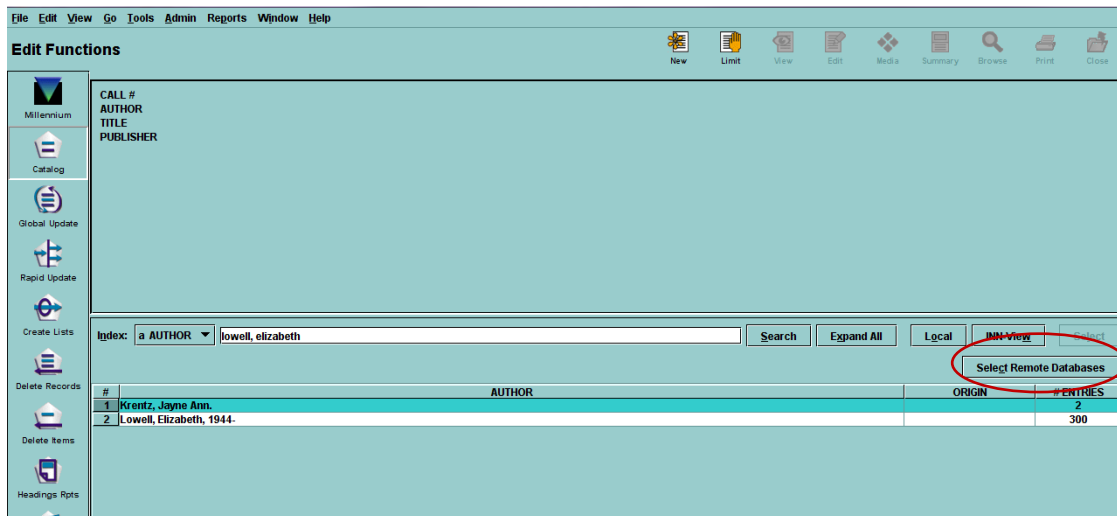 File Edit View Go Tools Admin Reports Window Help
Edit Functions
New Limit View Edit Media Summary Browse Print Close
Millennium
Catalog
Global Update
Rapid Update
Create Lists
Delete Records
Delete Items
Headings Rpts
CALL #
AUTHOR
TITLE
PUBLISHER
Index: a AUTHOR lowell, elizabeth Search Expand All Local INN-View Select
Select Remote Databases
# AUTHOR ORIGIN # ENTRIES
1 Krentz, Jayne Ann. 2
2 Lowell, Elizabeth, 1944- 300